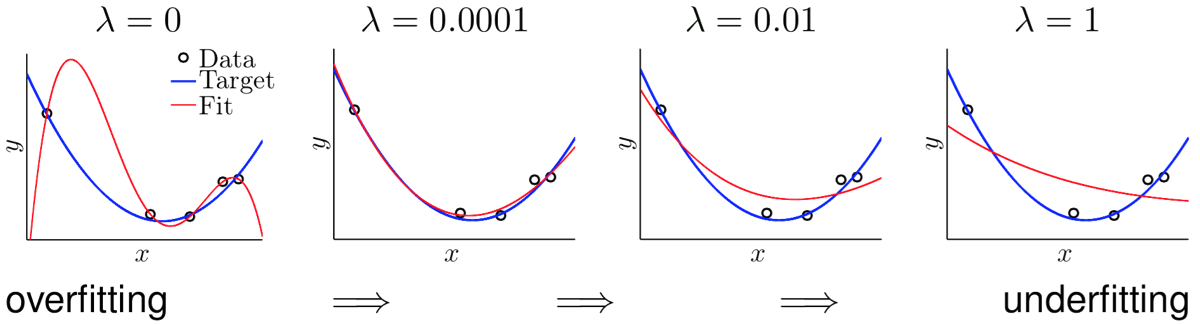 λ = 0
λ = 0.0001
λ = 0.01
λ = 1
Data
Target
Fit
y
x
y
x
y
x
y
x
overfitting ⟹ ⟹ ⟹ underfitting